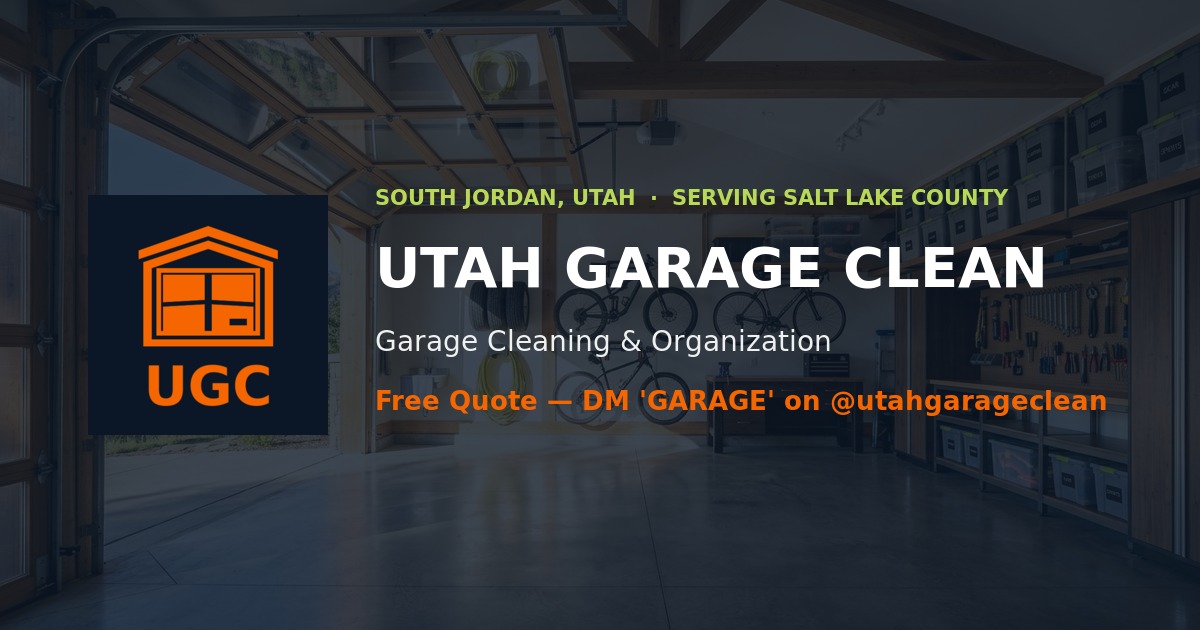 SOUTH JORDAN, UTAH · SERVING SALT LAKE COUNTY
UTAH GARAGE CLEAN
Garage Cleaning & Organization
Free Quote — DM 'GARAGE' on @utahgarageclean
UGC
GEAR